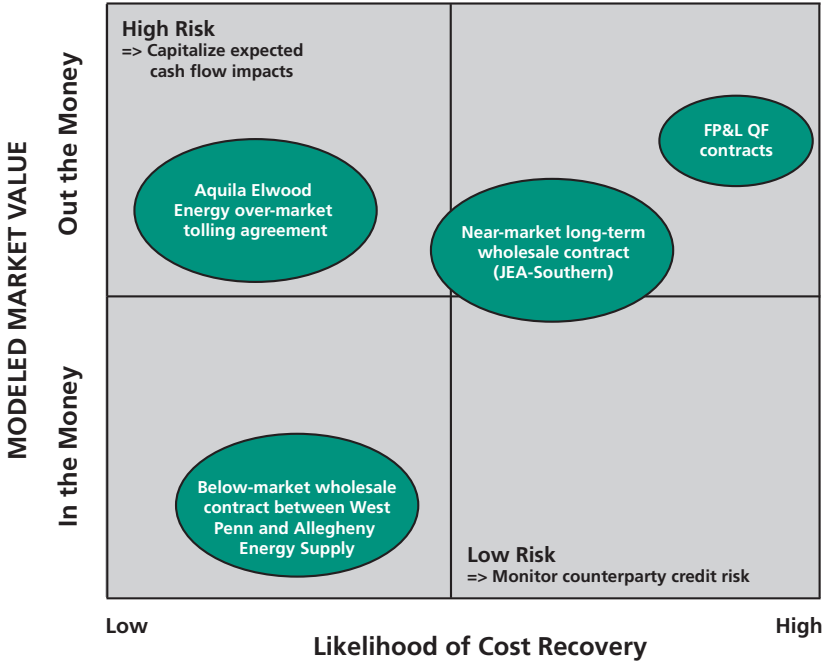 High Risk
=> Capitalize expected
cash flow impacts
FP&L QF
contracts
Aquila Elwood
Energy over-market
tolling agreement
Near-market long-term
wholesale contract
(JEA-Southern)
Below-market wholesale
contract between West
Penn and Allegheny
Energy Supply
Low Risk
=> Monitor counterparty credit risk
MODELED MARKET VALUE
Out the Money
In the Money
Low
High
Likelihood of Cost Recovery